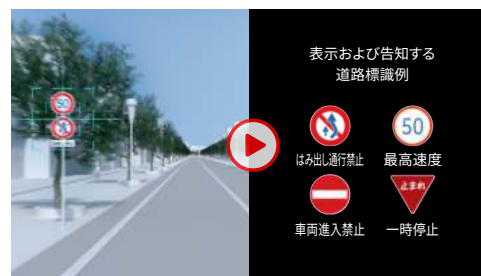 表示および告知する
道路標識例
50
50
はみ出し通行禁止
最高速度
止まれ
車両進入禁止
一時停止